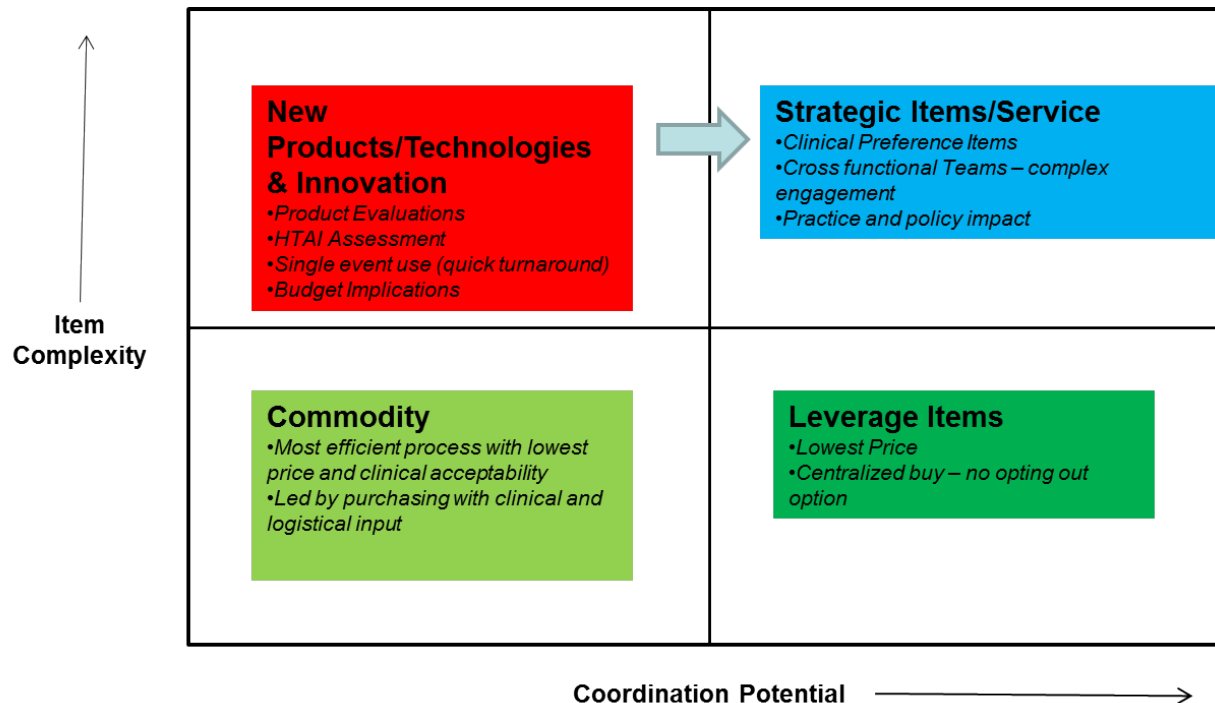 New
Products/Technologies
& Innovation
•Product Evaluations
•HTAI Assessment
•Single event use (quick turnaround)
•Budget Implications
Strategic Items/Service
•Clinical Preference Items
•Cross functional Teams – complex
engagement
•Practice and policy impact
Item
Complexity
Commodity
•Most efficient process with lowest
price and clinical acceptability
•Led by purchasing with clinical and
logistical input
Leverage Items
•Lowest Price
•Centralized buy – no opting out
option
Coordination Potential